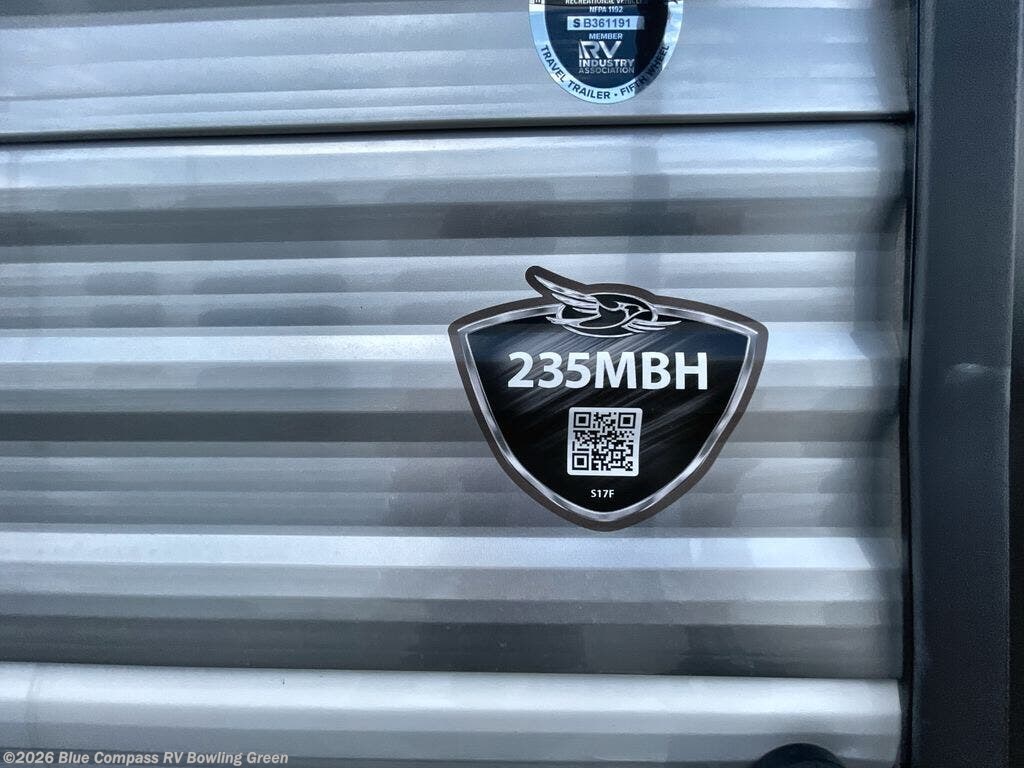 RECREATIONAL VEHICLES
NFPA 1192
S B361191
MEMBER
RV
INDUSTRY
ASSOCIATION
TRAVEL TRAILER • FIFTH WHEEL
235MBH
S17F
©2026 Blue Compass RV Bowling Green